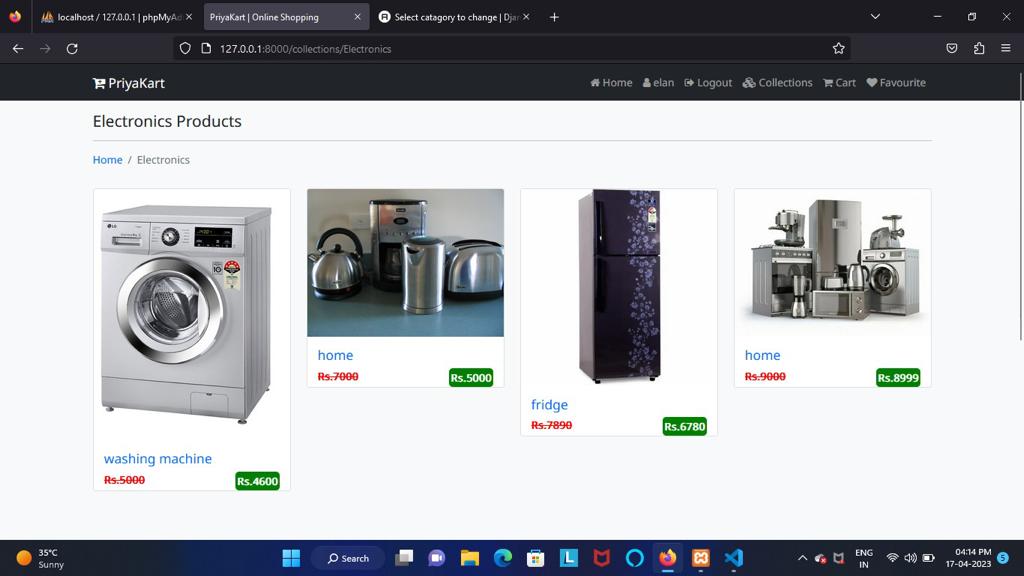 localhost / 127.0.0.1 | phpMyAd
PriyaKart | Online Shopping
Select catagory to change | Djan
127.0.0.1:8000/collections/Electronics
PriyaKart
Home elan Logout Collections Cart Favourite
Electronics Products
Home / Electronics
LG
home
Rs.7000 Rs.5000
home
Rs.9000 Rs.8999
fridge
Rs.7890 Rs.6780
washing machine
Rs.5000 Rs.4600
35°C
Sunny
Search
ENG
IN
04:14 PM
17-04-2023
5